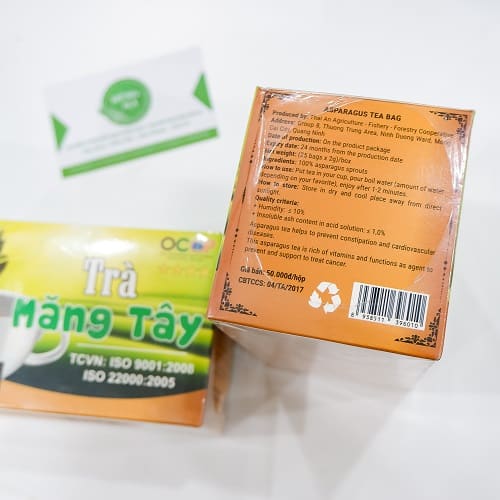 ASPARAGUS TEA BAG
Produced by: Thai An Agriculture - Fishery - Forestry Cooperative
Address: Group 8, Thuong Trung Area, Ninh Duong Ward, Mong
Cai City, Quang Ninh
Date of production: On the product package
Expiry date: 24 months from the production date
Weight: (25 bags x 2g)/box
Ingredients: 100% asparagus sprouts
How to use: Put tea in your cup, pour boil water (amount of water
depending on your favorite), enjoy after 1-2 minutes.
How to store: Store in dry and cool place away from direct
sunlight.
Quality criteria:
+ Humidity: ≤ 10%
+ Insoluble ash content in acid solution: ≤ 1,0%
Asparagus tea helps to prevent constipation and cardiovascular
diseases.
This asparagus tea is rich of vitamins and functions as agent to
prevent and support to treat cancer.
Giá bán: 50.000đ/hộp
CBTCCS: 04/TA/2017
8 938511 396010
Trà
Măng Tây
TCVN: ISO 9001:2008
ISO 22000:2005